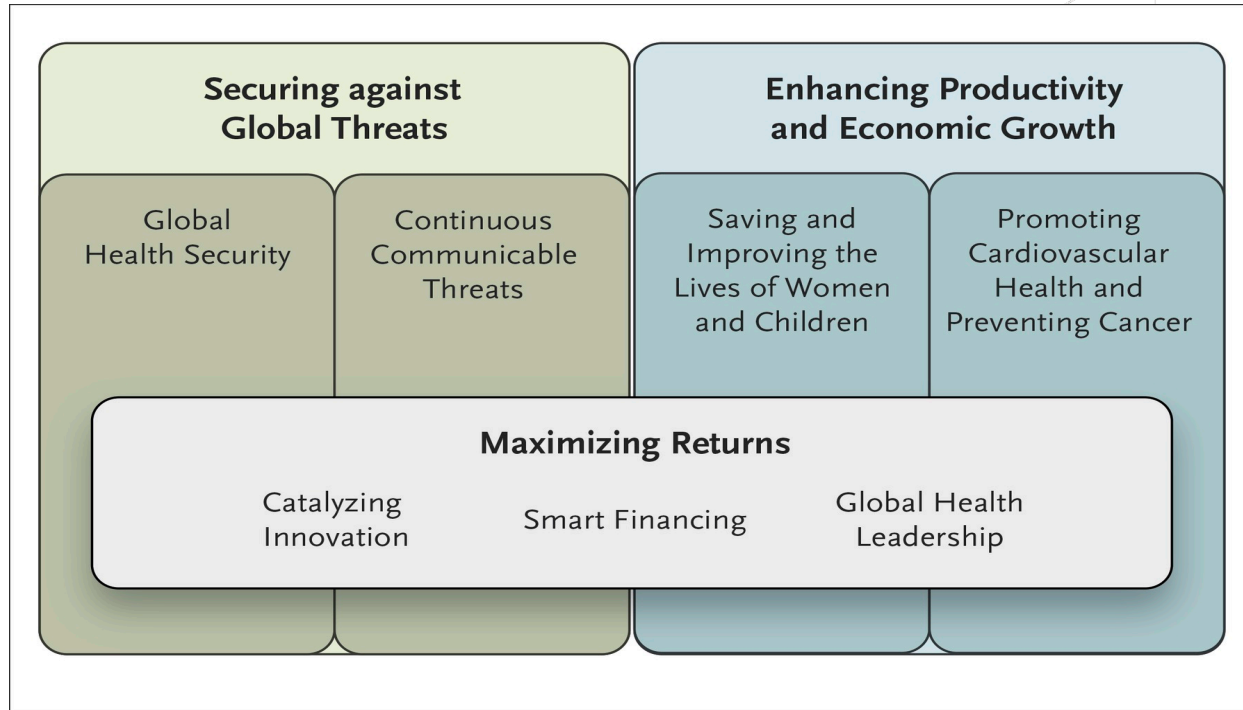 Securing against
Global Threats
Enhancing Productivity
and Economic Growth
Global
Health Security
Continuous
Communicable
Threats
Saving and
Improving the
Lives of Women
and Children
Promoting
Cardiovascular
Health and
Preventing Cancer
Maximizing Returns
Catalyzing
Innovation
Smart Financing
Global Health
Leadership